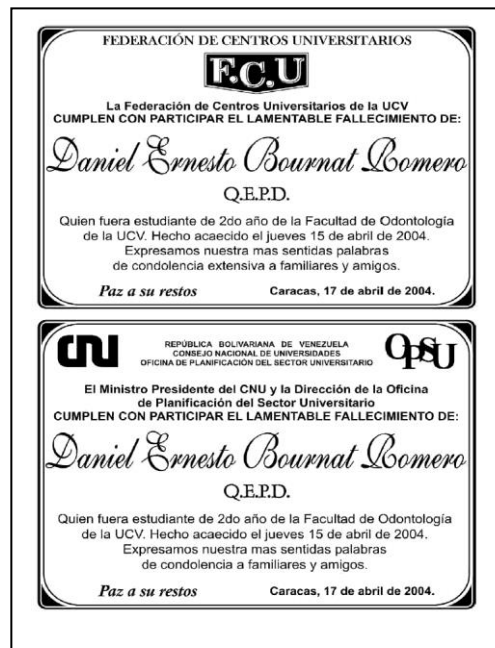 FEDERACIÓN DE CENTROS UNIVERSITARIOS
F.C.U
La Federación de Centros Universitarios de la UCV
CUMPLEN CON PARTICIPAR EL LAMENTABLE FALLECIMIENTO DE:
Daniel Ernesto Bournat Romero
Q.E.P.D.
Quien fuera estudiante de 2do año de la Facultad de Odontología
de la UCV. Hecho acaecido el jueves 15 de abril de 2004.
Expresamos nuestra mas sentidas palabras
de condolencia extensiva a familiares y amigos.
Paz a su restos Caracas, 17 de abril de 2004.
CNU
REPÚBLICA BOLIVARIANA DE VENEZUELA
CONSEJO NACIONAL DE UNIVERSIDADES
OFICINA DE PLANIFICACIÓN DEL SECTOR UNIVERSITARIO
OPSU
El Ministro Presidente del CNU y la Dirección de la Oficina
de Planificación del Sector Universitario
CUMPLEN CON PARTICIPAR EL LAMENTABLE FALLECIMIENTO DE:
Daniel Ernesto Bournat Romero
Q.E.P.D.
Quien fuera estudiante de 2do año de la Facultad de Odontología
de la UCV. Hecho acaecido el jueves 15 de abril de 2004.
Expresamos nuestra mas sentidas palabras
de condolencia a familiares y amigos.
Paz a su restos Caracas, 17 de abril de 2004.